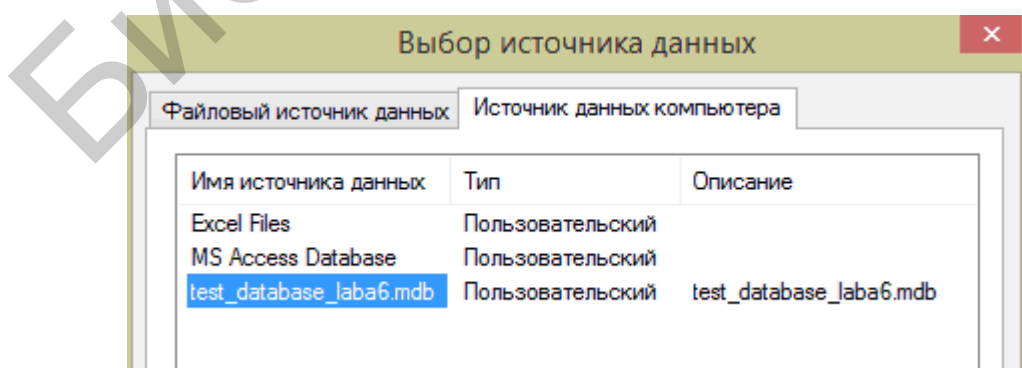 Выбор источника данных
Файловый источник данных Источник данных компьютера
Имя источника данных Тип Описание
Excel Files Пользовательский
MS Access Database Пользовательский
test_database_laba6.mdb Пользовательский test_database_laba6.mdb